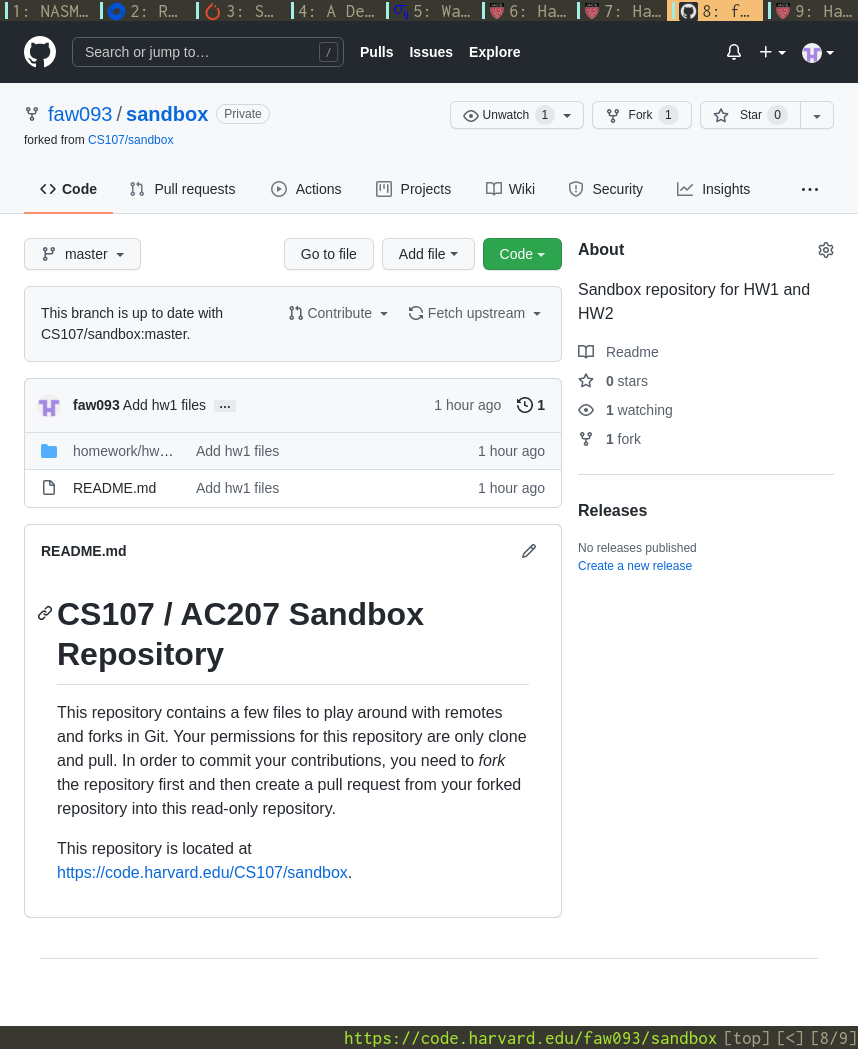 1: NASM… 2: R… 3: S… 4: A De… 5: Wa… 6: Ha… 7: Ha… 8: f… 9: Ha…
Search or jump to… / Pulls Issues Explore
faw093 / sandbox Private Unwatch 1 Fork 1 Star 0
forked from CS107/sandbox
Code Pull requests Actions Projects Wiki Security Insights …
master Go to file Add file Code
This branch is up to date with
CS107/sandbox:master.
Contribute Fetch upstream
faw093 Add hw1 files … 1 hour ago 1
homework/hw… Add hw1 files 1 hour ago
README.md Add hw1 files 1 hour ago
README.md
CS107 / AC207 Sandbox
Repository
This repository contains a few files to play around with remotes
and forks in Git. Your permissions for this repository are only clone
and pull. In order to commit your contributions, you need to fork
the repository first and then create a pull request from your forked
repository into this read-only repository.
This repository is located at
https://code.harvard.edu/CS107/sandbox.
About
Sandbox repository for HW1 and
HW2
Readme
0 stars
1 watching
1 fork
Releases
No releases published
Create a new release
https://code.harvard.edu/faw093/sandbox [top] [<] [8/9]